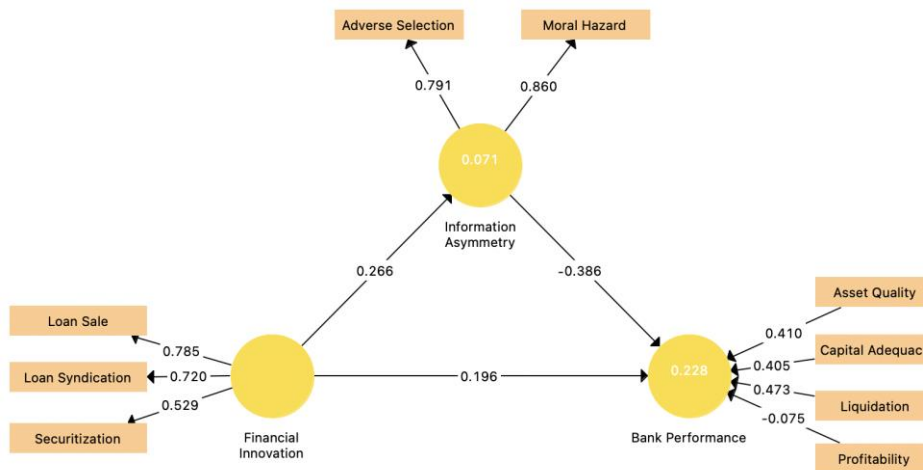 Adverse Selection
Moral Hazard
0.791
0.860
0.071
Information
Asymmetry
0.266
-0.386
Asset Quality
Loan Sale
0.410
0.785
Capital Adequac
0.405
Loan Syndication
0.720
0.196
0.228
0.473
0.529
Liquidation
-0.075
Securitization
Financial
Innovation
Bank Performance
Profitability